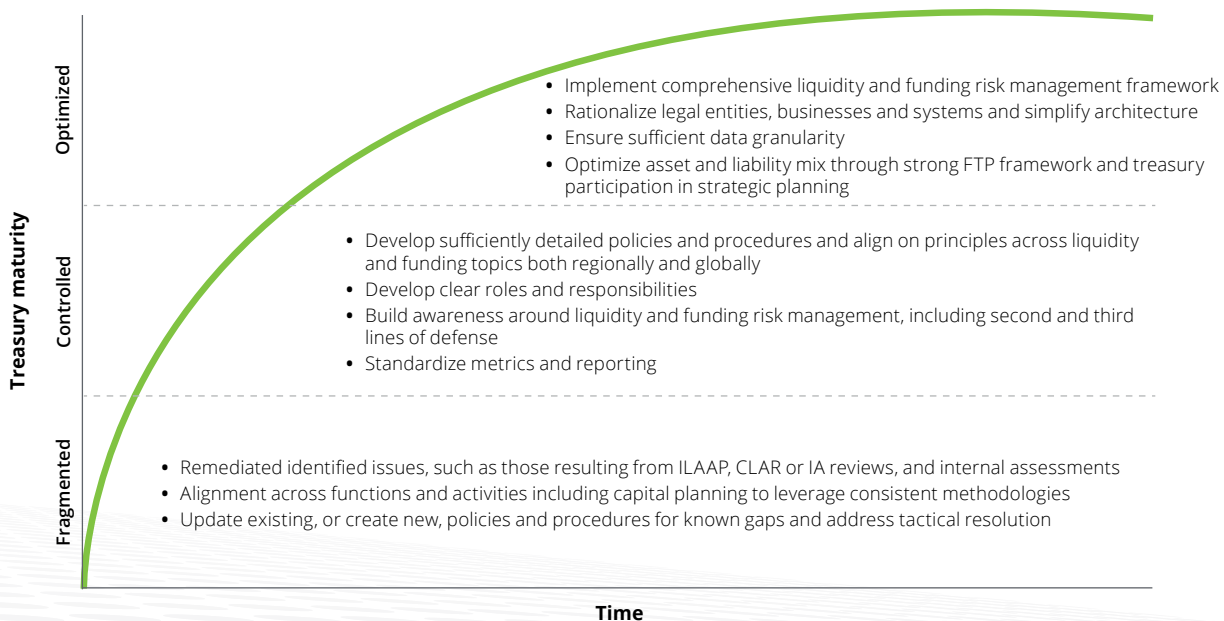 Treasury maturity
Optimized
• Implement comprehensive liquidity and funding risk management framework
• Rationalize legal entities, businesses and systems and simplify architecture
• Ensure sufficient data granularity
• Optimize asset and liability mix through strong FTP framework and treasury
participation in strategic planning
Controlled
• Develop sufficiently detailed policies and procedures and align on principles across liquidity
and funding topics both regionally and globally
• Develop clear roles and responsibilities
• Build awareness around liquidity and funding risk management, including second and third
lines of defense
• Standardize metrics and reporting
Fragmented
• Remediated identified issues, such as those resulting from ILAAP, CLAR or IA reviews, and internal assessments
• Alignment across functions and activities including capital planning to leverage consistent methodologies
• Update existing, or create new, policies and procedures for known gaps and address tactical resolution
Time